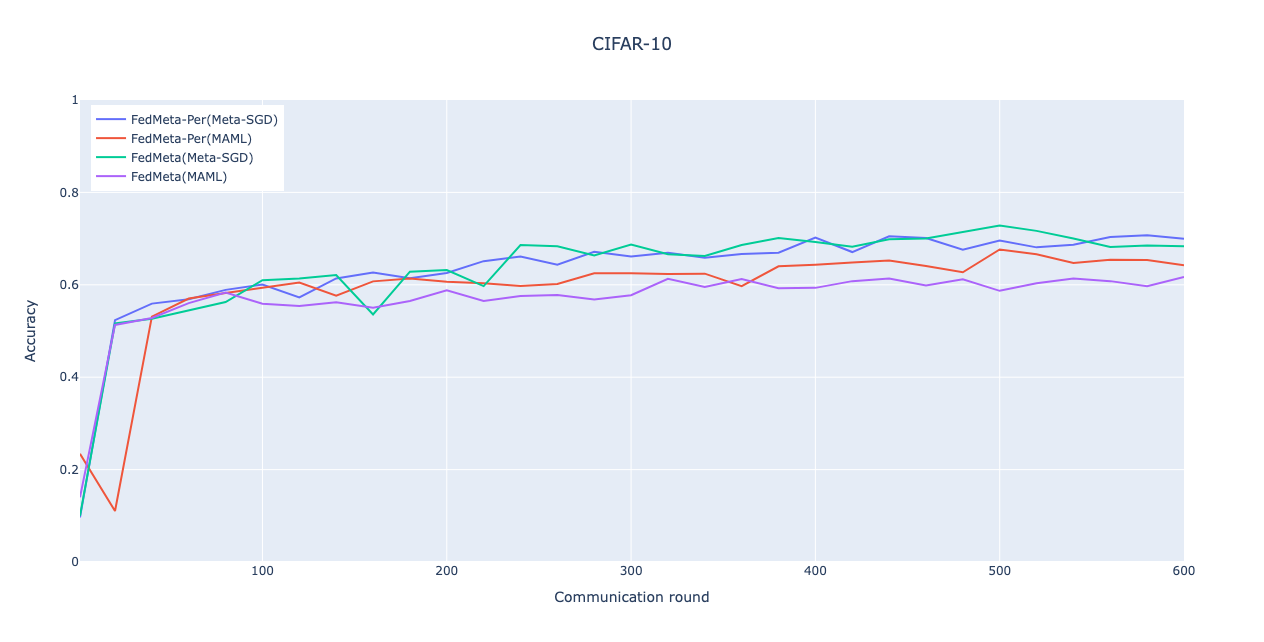 CIFAR-10
FedMeta-Per(Meta-SGD)
FedMeta-Per(MAML)
FedMeta(Meta-SGD)
FedMeta(MAML)
1
0.8
0.6
0.4
0.2
0
Accuracy
100 200 300 400 500 600
Communication round